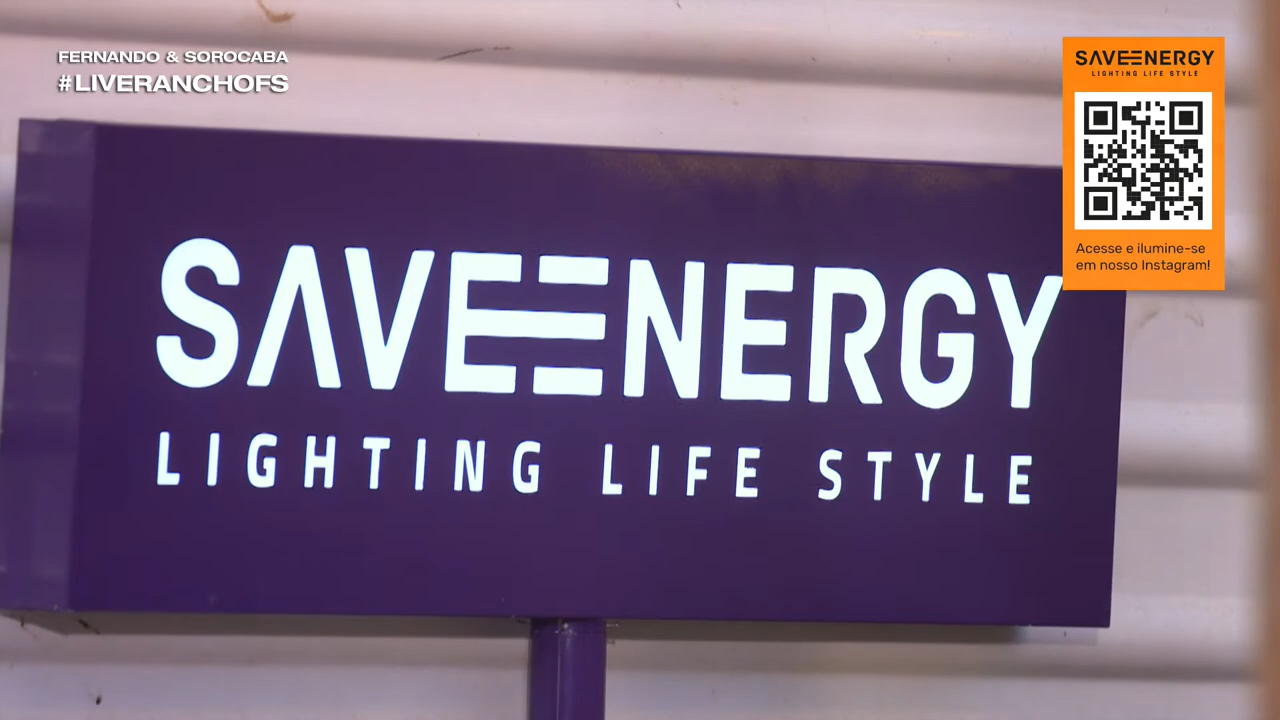 FERNANDO & SOROCABA
#LIVERANCHOFS
SAVEENERGY
LIGHTING LIFE STYLE
Acesse e ilumine-se
em nosso Instagram!
SAVEENERGY
LIGHTING LIFE STYLE